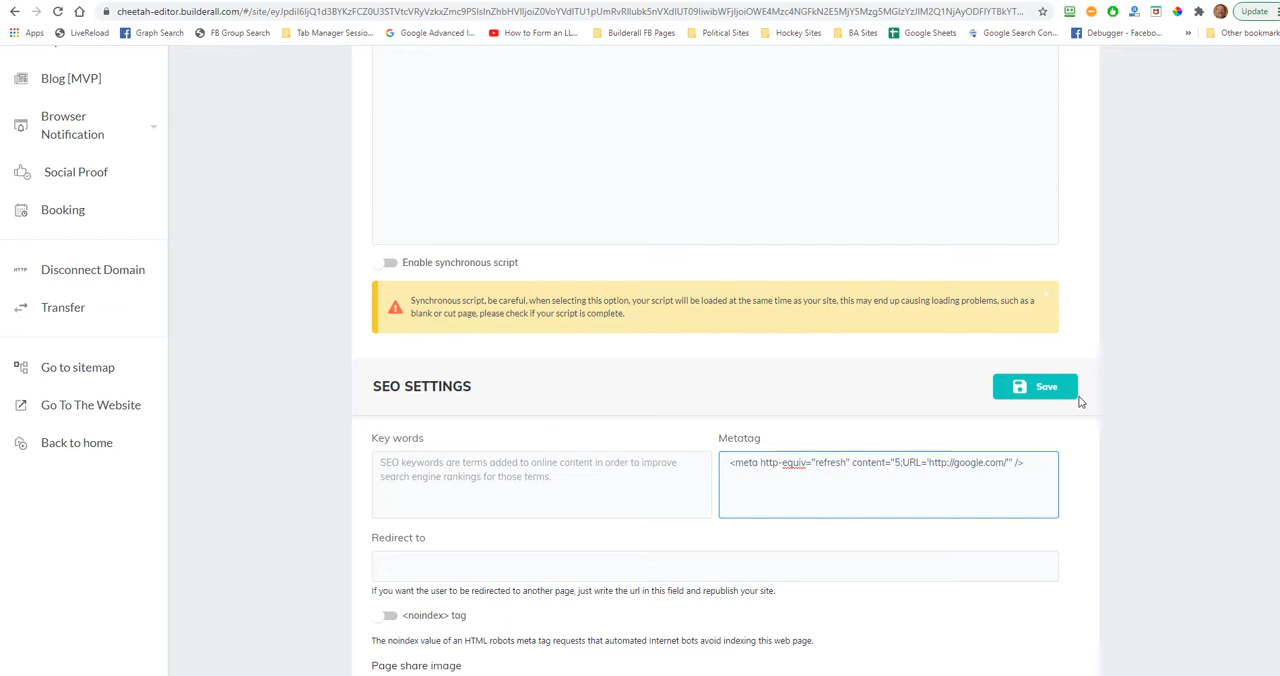 cheetah-editor.builderall.com/#/site/
Update
Apps
LiveReload
Graph Search
FB Group Search
Tab Manager Sessio...
Google Advanced I...
How to Form an LL...
Builderall FB Pages
Political Sites
Hockey Sites
BA Sites
Google Sheets
Google Search Con...
Debugger - Facebo...
»
Other bookmark
Blog [MVP]
Browser
Notification
Social Proof
Booking
HTTP Disconnect Domain
Transfer
Go to sitemap
Go To The Website
Back to home
Enable synchronous script
Synchronous script, be careful, when selecting this option, your script will be loaded at the same time as your site, this may end up causing loading problems, such as a
blank or cut page, please check if your script is complete.
SEO SETTINGS
Save
Key words
SEO keywords are terms added to online content in order to improve
search engine rankings for those terms.
Metatag
<meta http-equiv="refresh" content="5;URL='http://google.com/'" />
Redirect to
If you want the user to be redirected to another page, just write the url in this field and republish your site.
<noindex> tag
The noindex value of an HTML robots meta tag requests that automated Internet bots avoid indexing this web page.
Page share image